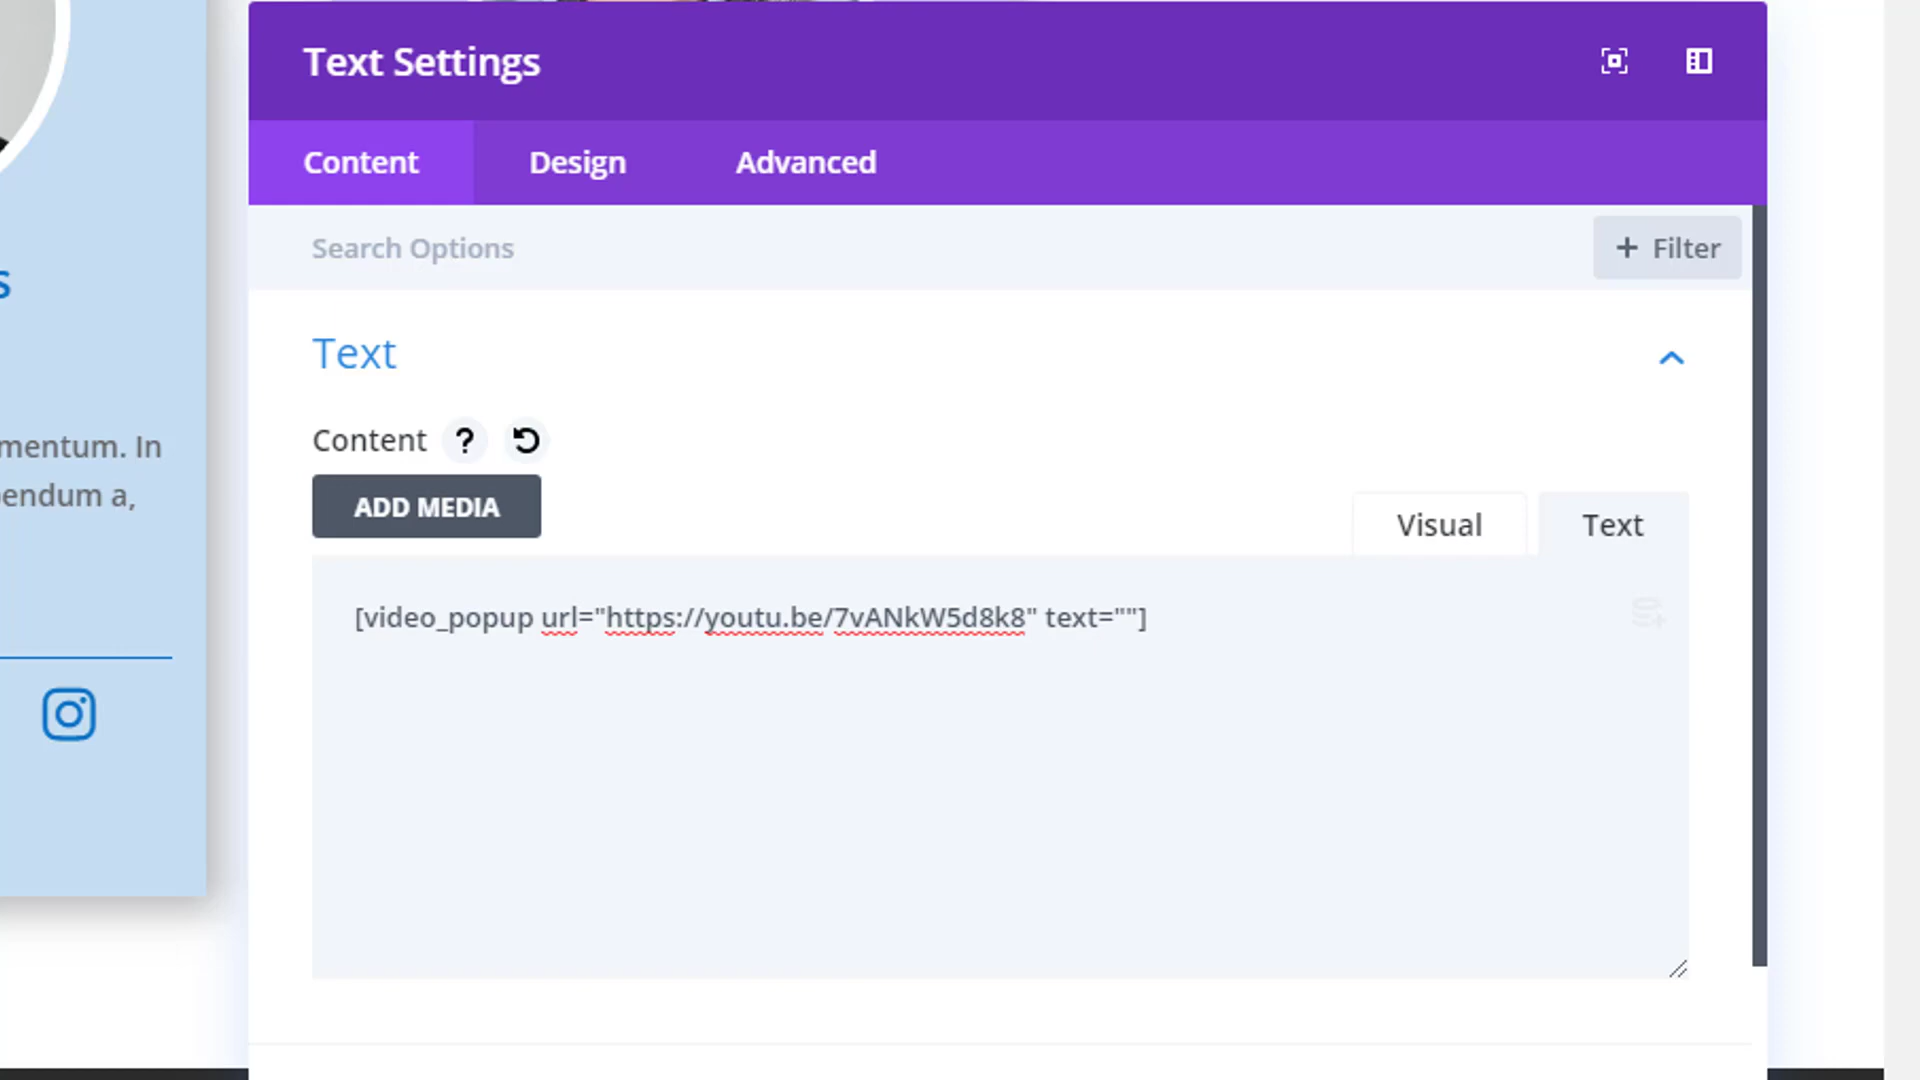 Text Settings
Content Design Advanced
Search Options
+ Filter
Text
Content ?
ADD MEDIA
Visual Text
[video_popup url="https://youtu.be/7vANkW5d8k8" text=""]
s
mentum. In
endum a,